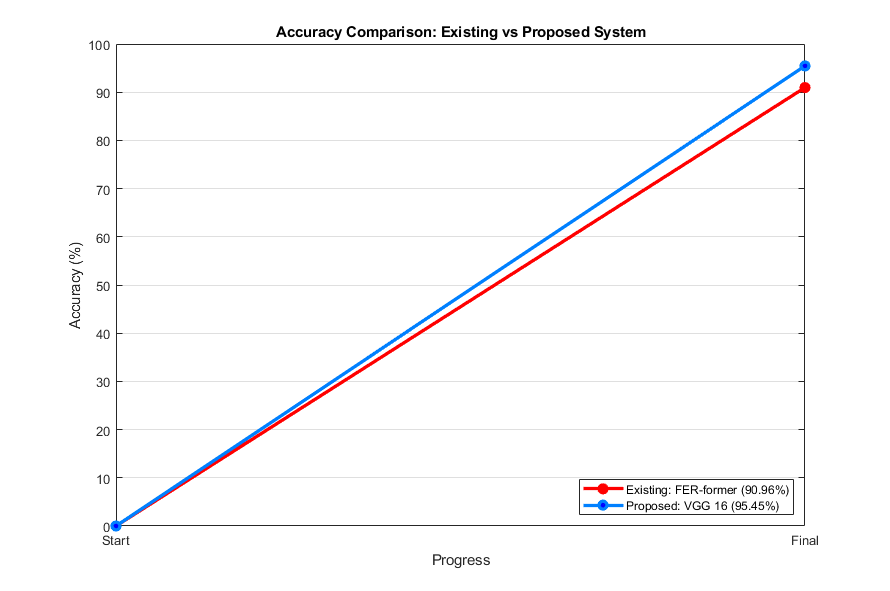 Accuracy Comparison: Existing vs Proposed System
100
90
80
70
60
50
40
30
20
10
0
Accuracy (%)
Existing: FER-former (90.96%)
Proposed: VGG 16 (95.45%)
Start
Final
Progress